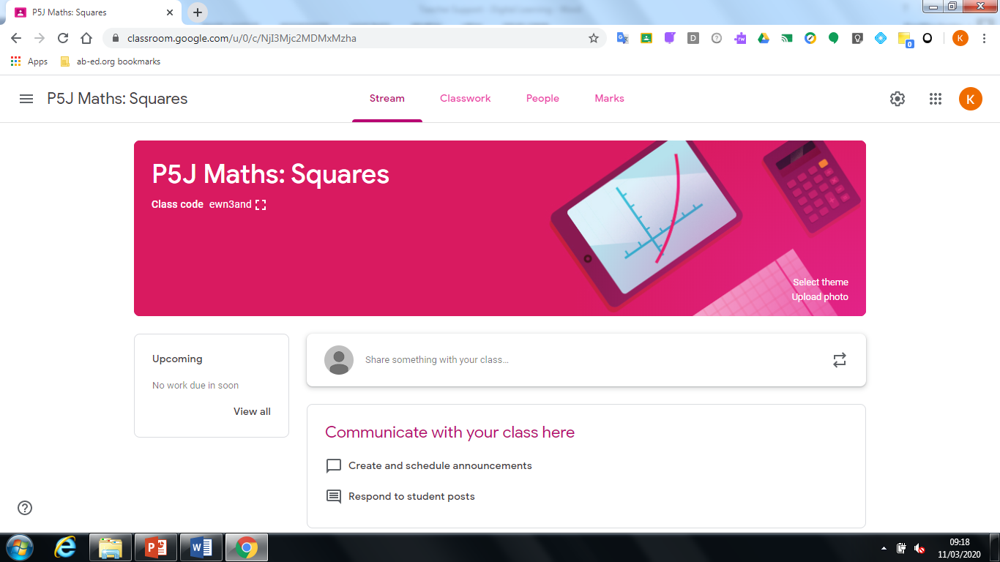 P5J Maths: Squares
classroom.google.com/u/0/c/NjI3Mjc2MDMxMzha
K
Apps
ab-ed.org bookmarks
P5J Maths: Squares
Stream
Classwork
People
Marks
K
P5J Maths: Squares
Class code ewn3and
Select theme
Upload photo
Upcoming
No work due in soon
View all
Share something with your class...
Communicate with your class here
Create and schedule announcements
Respond to student posts
09:18
11/03/2020